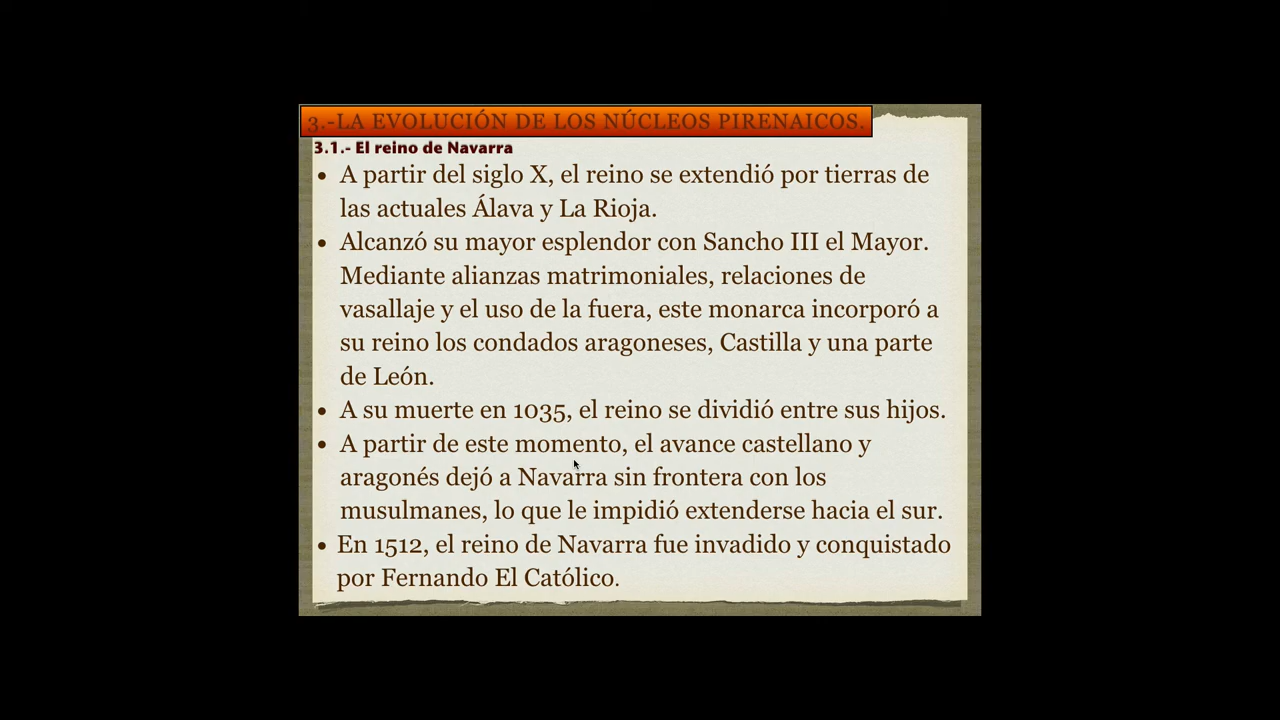 3.-LA EVOLUCIÓN DE LOS NÚCLEOS PIRENAICOS.
3.1.- El reino de Navarra
• A partir del siglo X, el reino se extendió por tierras de
las actuales Álava y La Rioja.
• Alcanzó su mayor esplendor con Sancho III el Mayor.
Mediante alianzas matrimoniales, relaciones de
vasallaje y el uso de la fuera, este monarca incorporó a
su reino los condados aragoneses, Castilla y una parte
de León.
• A su muerte en 1035, el reino se dividió entre sus hijos.
• A partir de este momento, el avance castellano y
aragonés dejó a Navarra sin frontera con los
musulmanes, lo que le impidió extenderse hacia el sur.
• En 1512, el reino de Navarra fue invadido y conquistado
por Fernando El Católico.